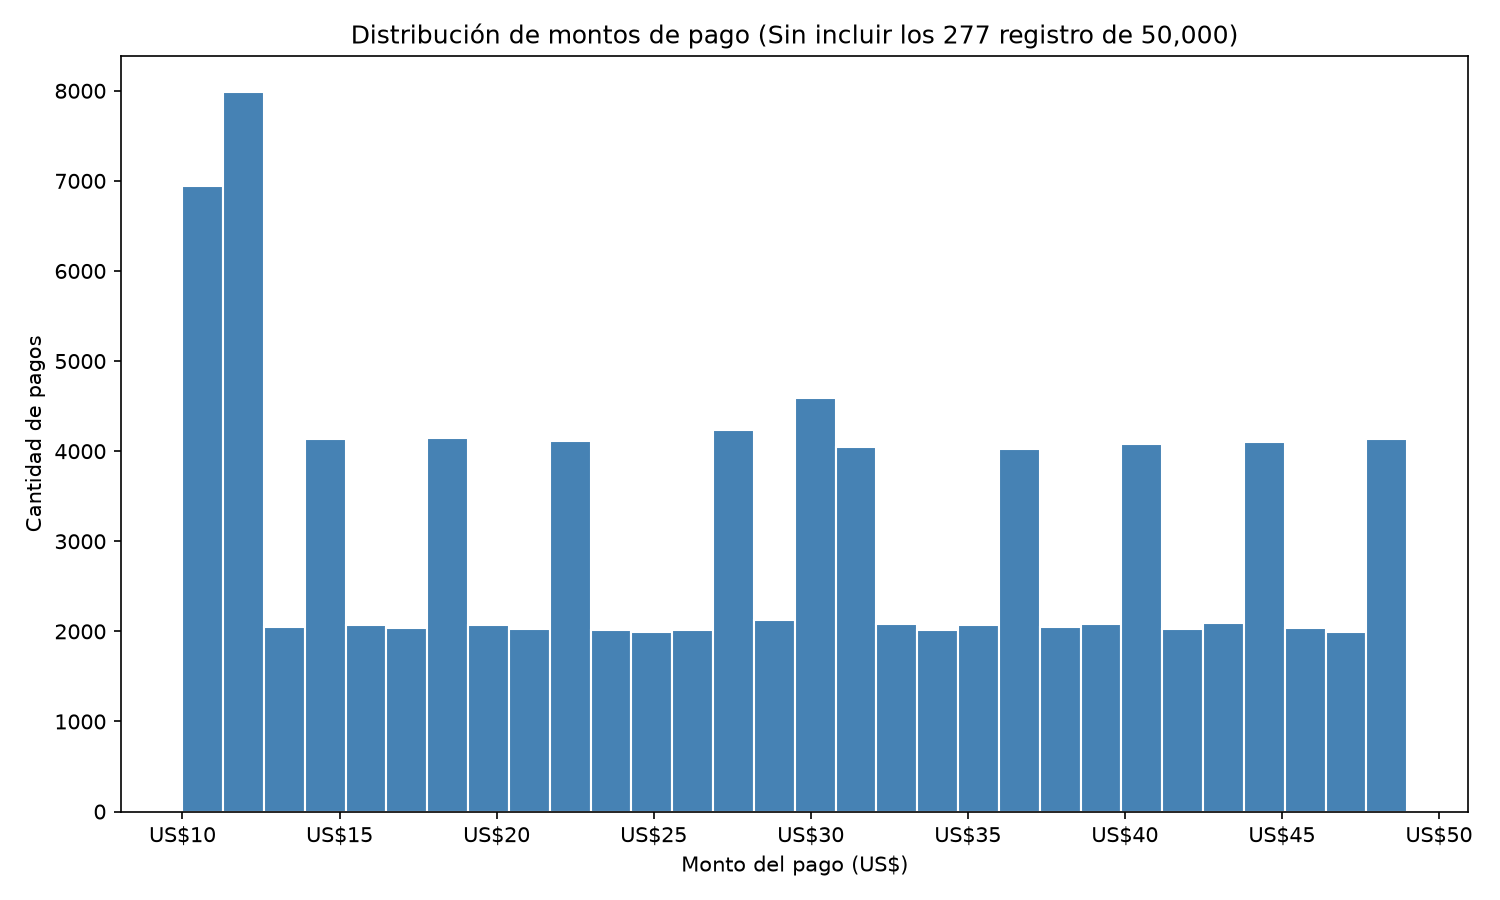 Distribución de montos de pago (Sin incluir los 277 registro de 50,000)
8000
7000
6000
5000
4000
3000
2000
1000
0
Cantidad de pagos
US$10 US$15 US$20 US$25 US$30 US$35 US$40 US$45 US$50
Monto del pago (US$)